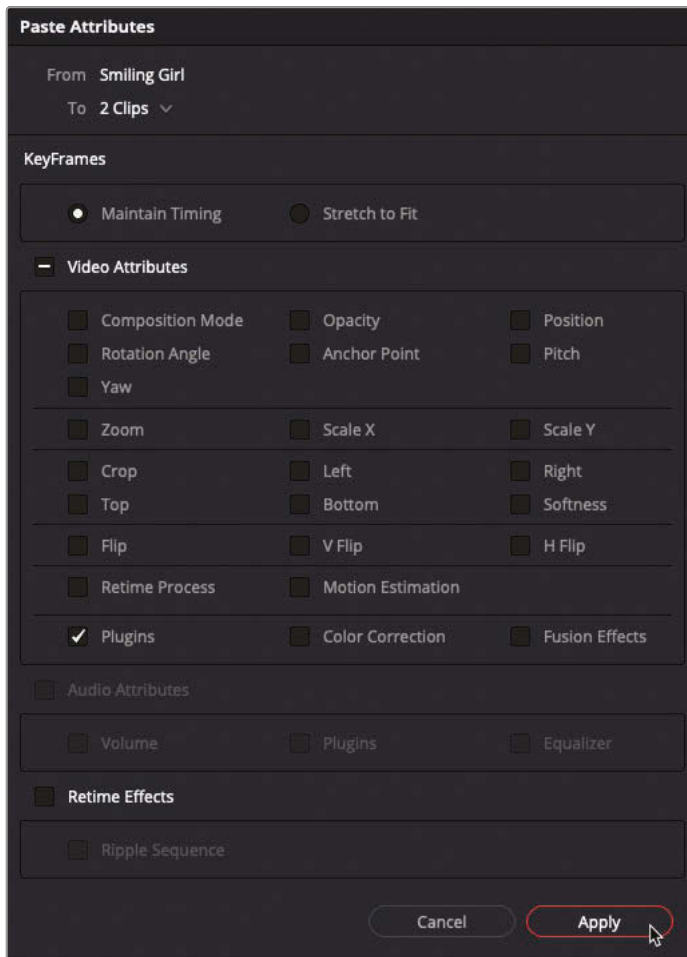 Paste Attributes
From Smiling Girl
To 2 Clips
KeyFrames
Maintain Timing Stretch to Fit
Video Attributes
Composition Mode Opacity Position
Rotation Angle Anchor Point Pitch
Yaw
Zoom Scale X Scale Y
Crop Left Right
Top Bottom Softness
Flip V Flip H Flip
Retime Process Motion Estimation
Plugins Color Correction Fusion Effects
Audio Attributes
Volume Plugins Equalizer
Retime Effects
Ripple Sequence
Cancel Apply